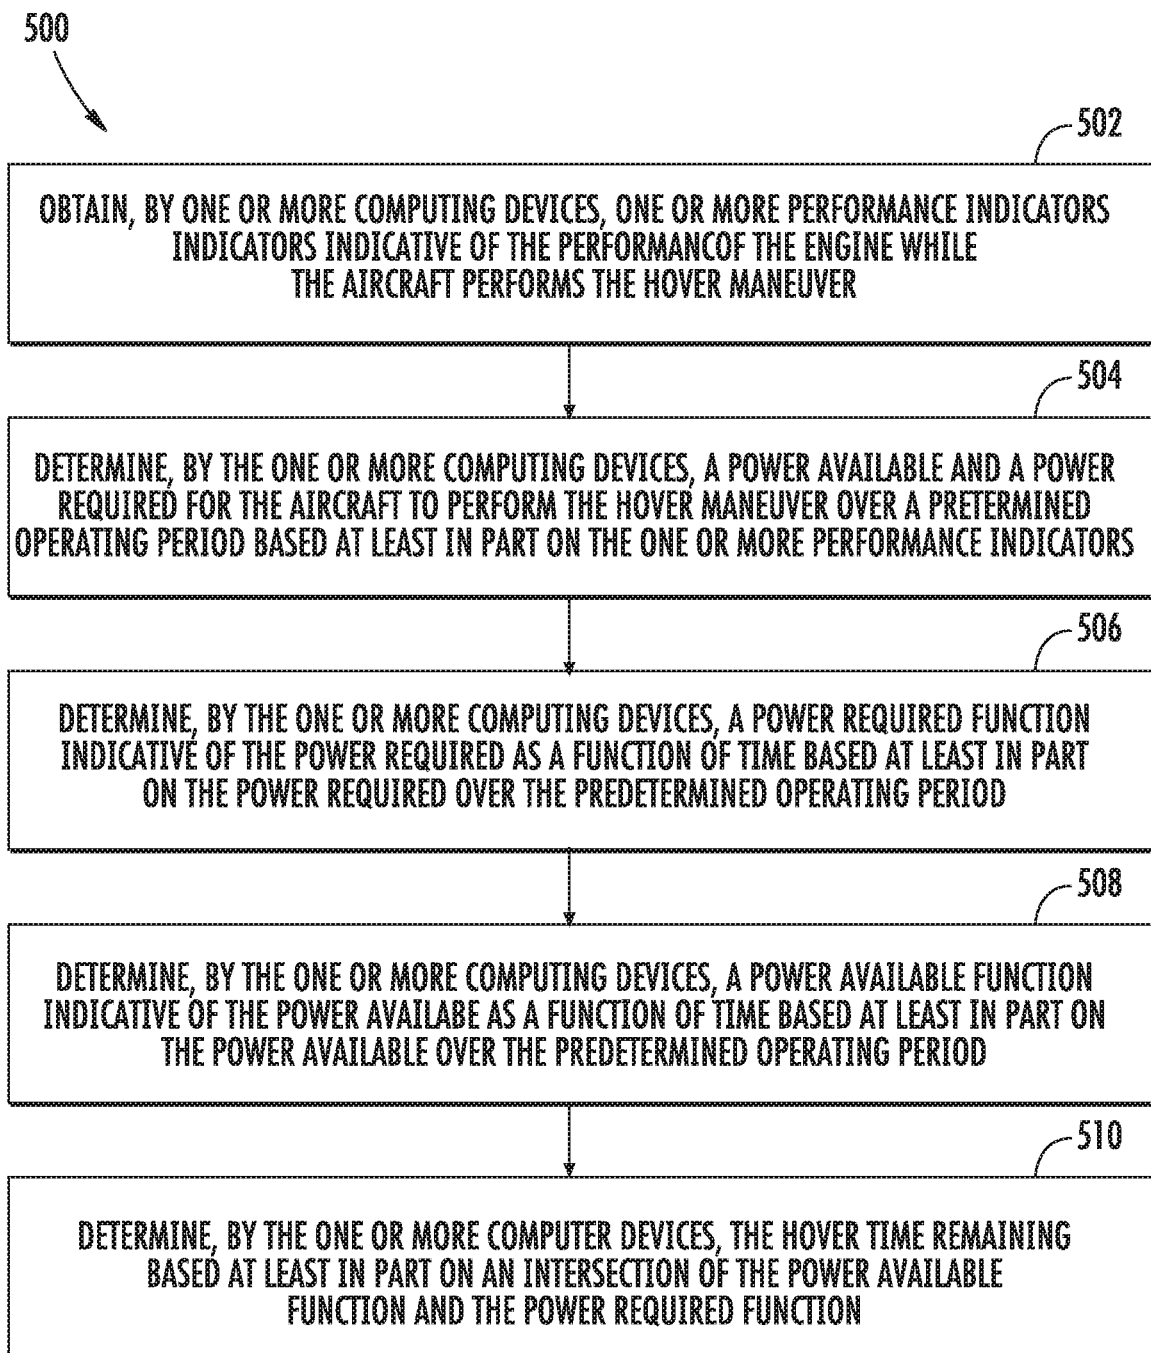 500
502
OBTAIN, BY ONE OR MORE COMPUTING DEVICES, ONE OR MORE PERFORMANCE INDICATORS
INDICATORS INDICATIVE OF THE PERFORMANCOF THE ENGINE WHILE
THE AIRCRAFT PERFORMS THE HOVER MANEUVER
504
DETERMINE, BY THE ONE OR MORE COMPUTING DEVICES, A POWER AVAILABLE AND A POWER
REQUIRED FOR THE AIRCRAFT TO PERFORM THE HOVER MANEUVER OVER A PRETERMINED
OPERATING PERIOD BASED AT LEAST IN PART ON THE ONE OR MORE PERFORMANCE INDICATORS
506
DETERMINE, BY THE ONE OR MORE COMPUTING DEVICES, A POWER REQUIRED FUNCTION
INDICATIVE OF THE POWER REQUIRED AS A FUNCTION OF TIME BASED AT LEAST IN PART
ON THE POWER REQUIRED OVER THE PREDETERMINED OPERATING PERIOD
508
DETERMINE, BY THE ONE OR MORE COMPUTING DEVICES, A POWER AVAILABLE FUNCTION
INDICATIVE OF THE POWER AVAILABE AS A FUNCTION OF TIME BASED AT LEAST IN PART ON
THE POWER AVAILABLE OVER THE PREDETERMINED OPERATING PERIOD
510
DETERMINE, BY THE ONE OR MORE COMPUTER DEVICES, THE HOVER TIME REMAINING
BASED AT LEAST IN PART ON AN INTERSECTION OF THE POWER AVAILABLE
FUNCTION AND THE POWER REQUIRED FUNCTION